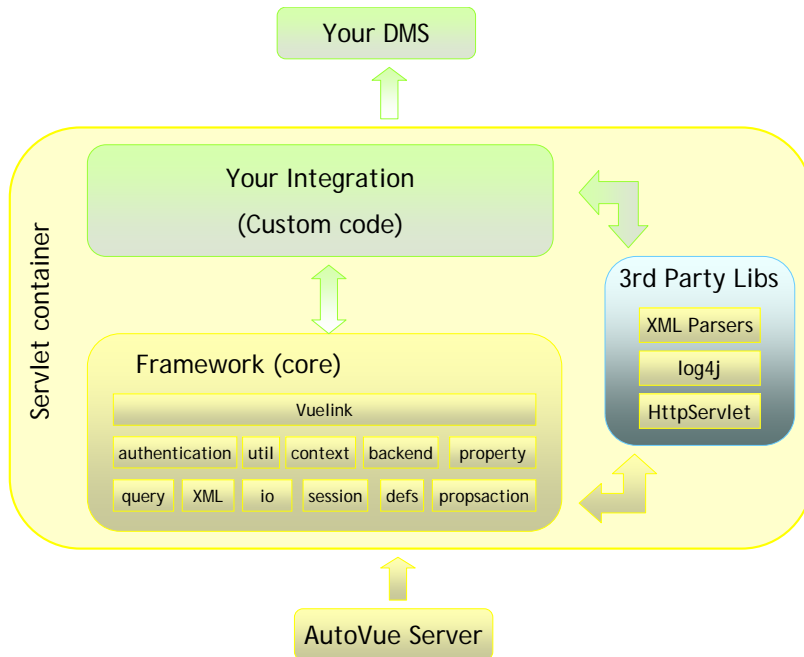 Your DMS
Servlet container
Your Integration
(Custom code)
3rd Party Libs
XML Parsers
log4j
HttpServlet
Framework (core)
Vuelink
authentication util context backend property
query XML io session defs propsaction
AutoVue Server